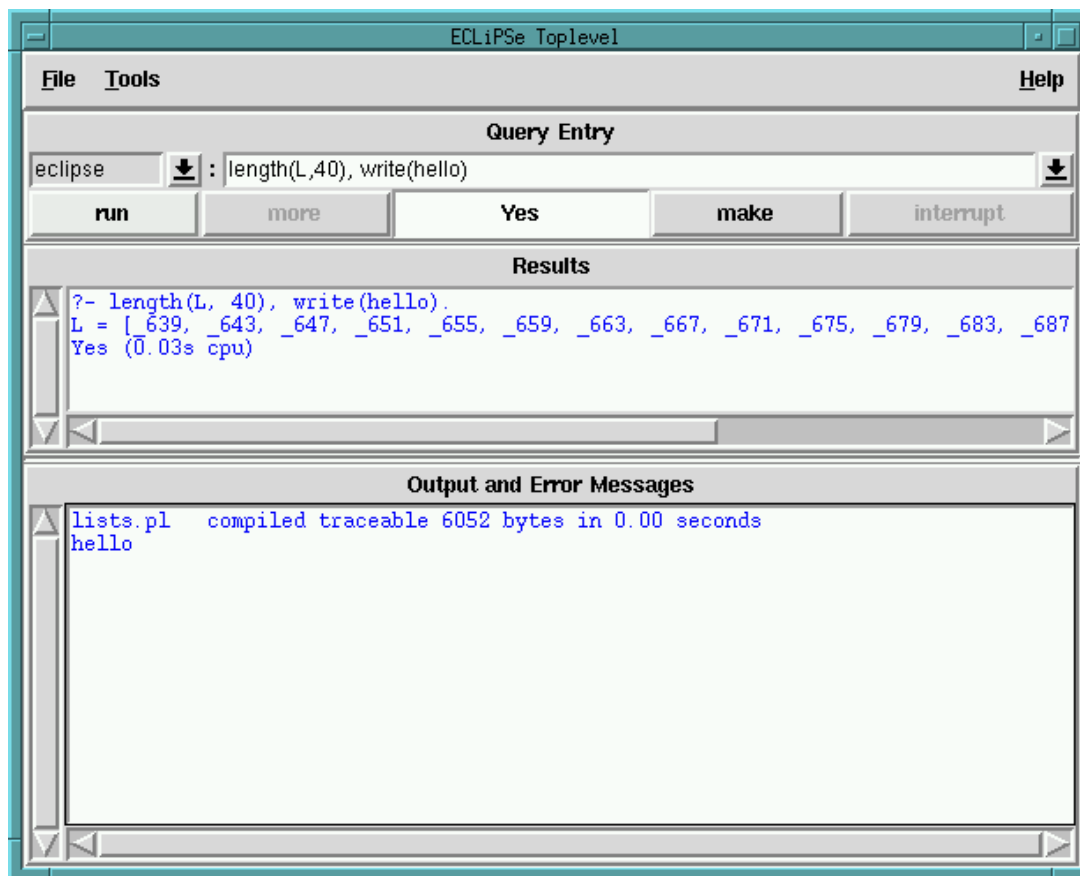 ECLiPSe Toplevel
File Tools Help
Query Entry
eclipse : length(L,40), write(hello)
run more Yes make interrupt
Results
?- length(L, 40), write(hello).
L = [_639, _643, _647, _651, _655, _659, _663, _667, _671, _675, _679, _683, _687
Yes (0.03s cpu)
Output and Error Messages
lists.pl compiled traceable 6052 bytes in 0.00 seconds
hello